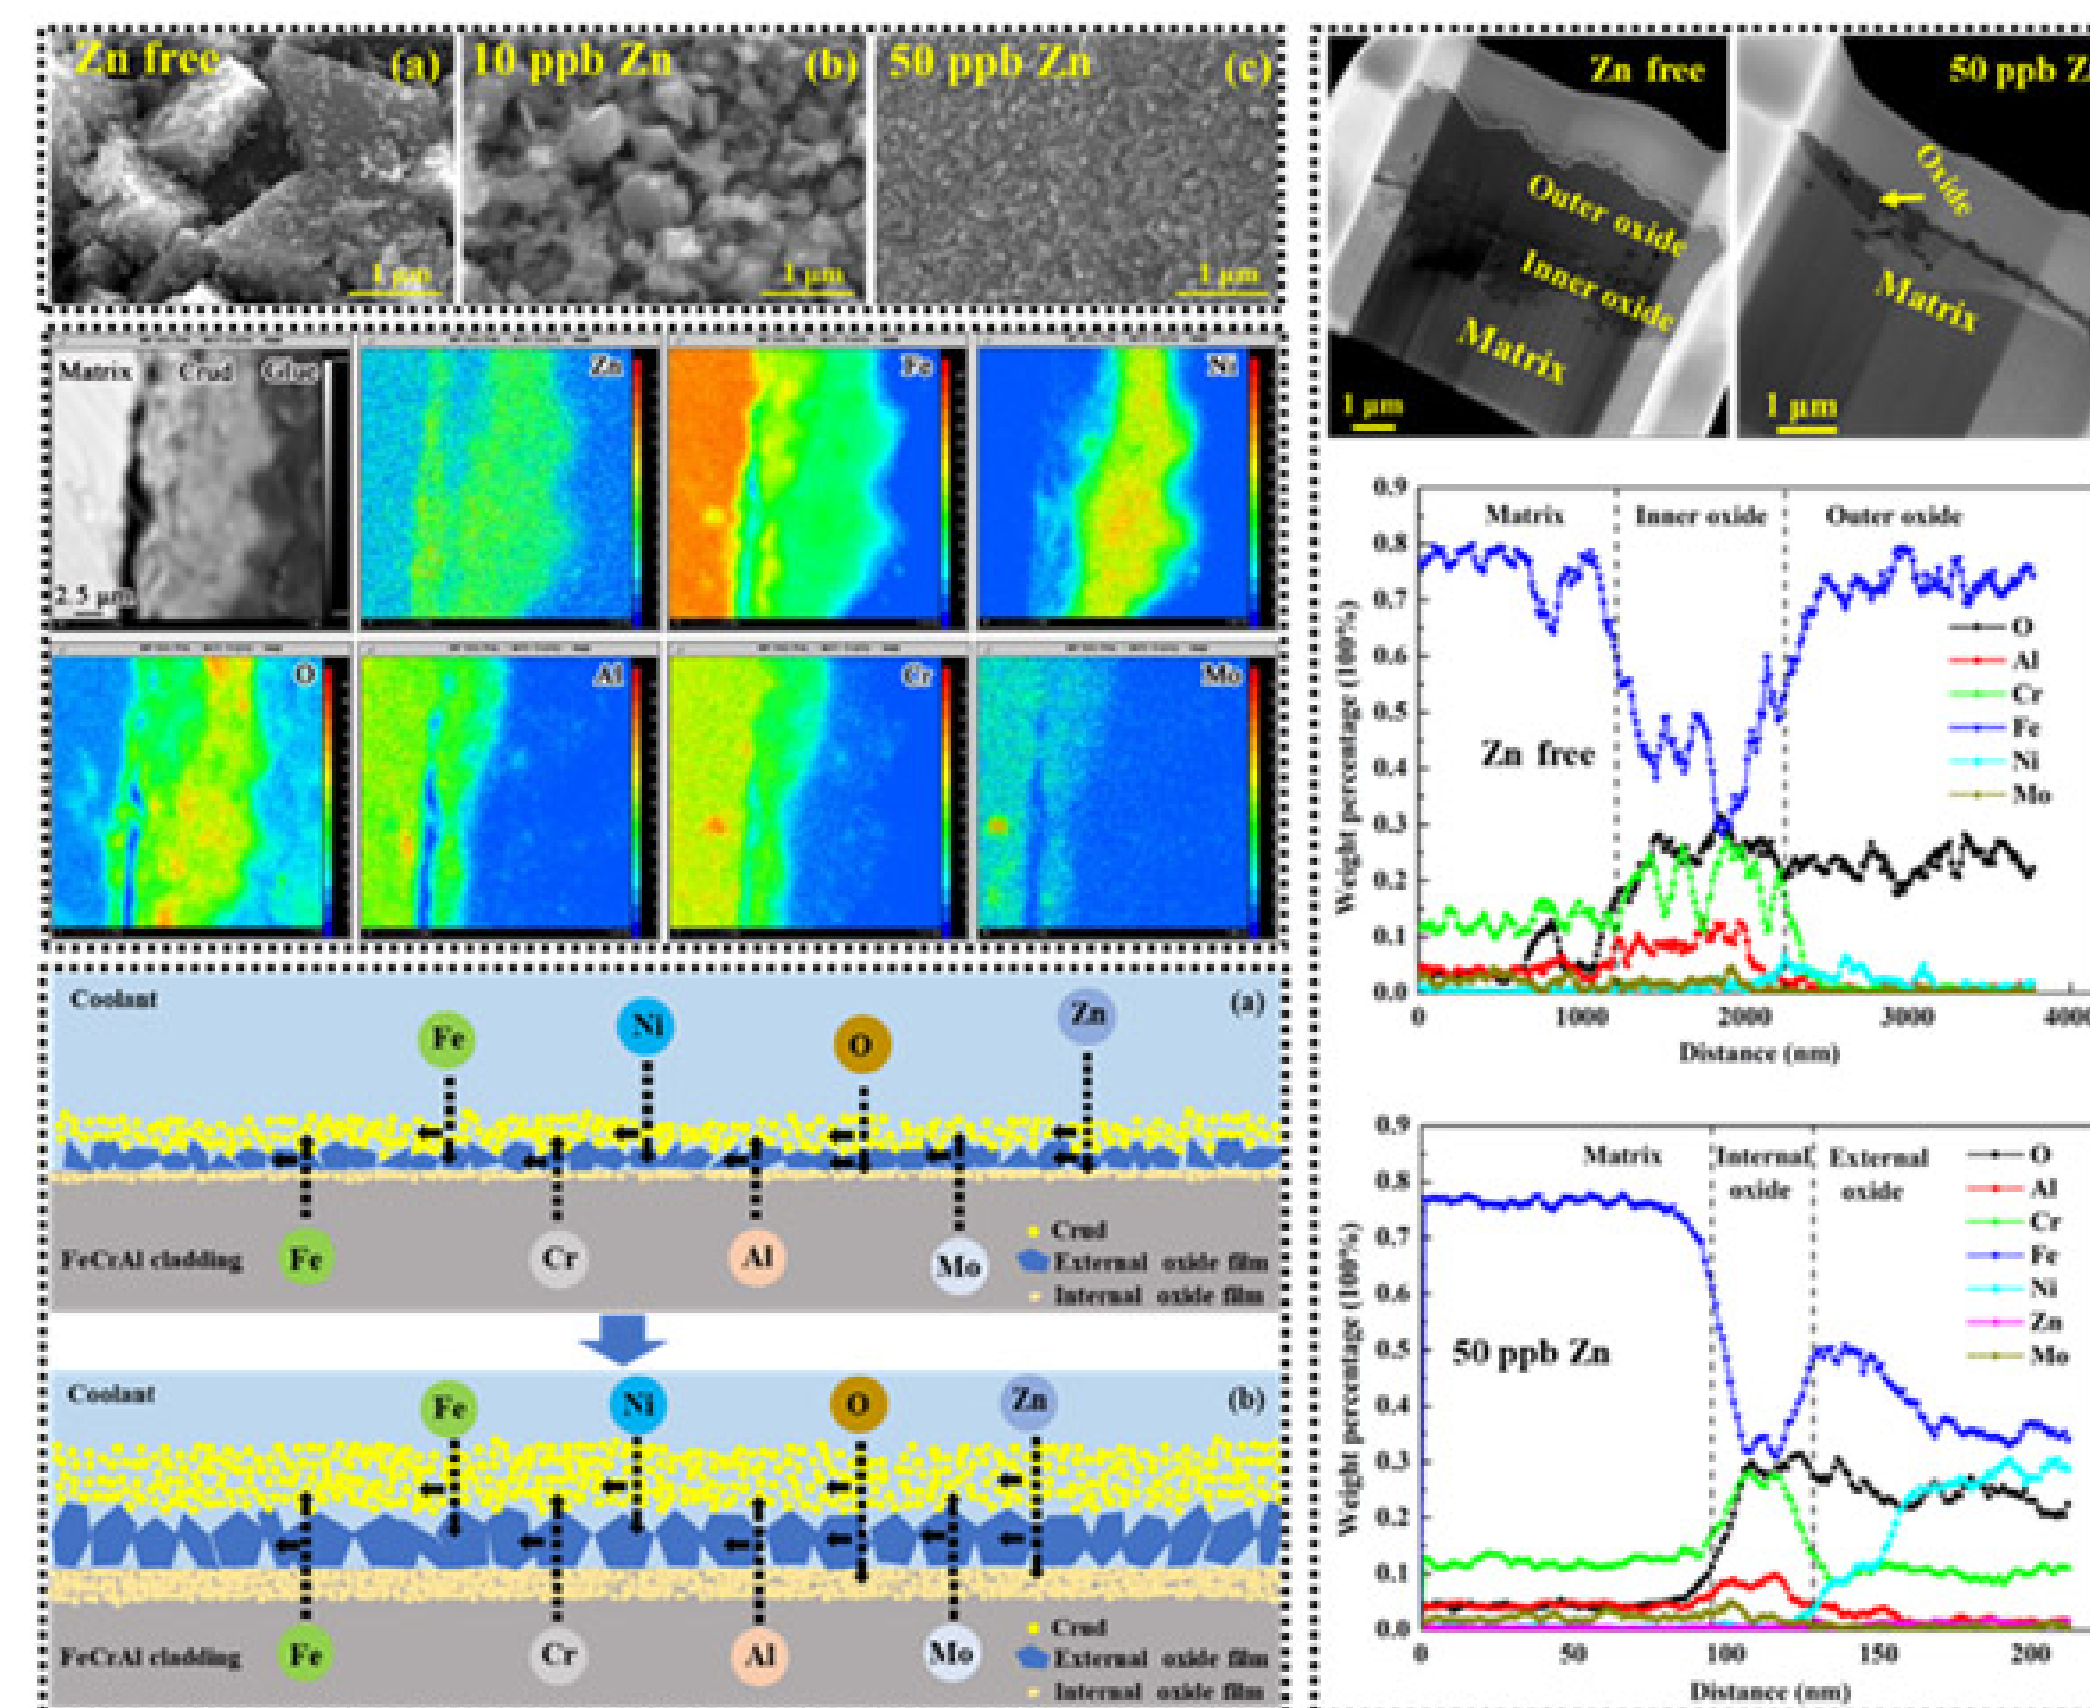 Zn free (a)
10 ppb Zn (b)
50 ppb Zn (c)
1 μm
1 μm
1 μm
Matrix Crud Glue
2.5 μm
Zn
Fe
Ni
O
Al
Cr
Mo
Coolant (a)
Fe
Ni
O
Zn
FeCrAl cladding
Fe
Cr
Al
Mo
Crud
External oxide film
Internal oxide film
Coolant (b)
Fe
Ni
O
Zn
FeCrAl cladding
Fe
Cr
Al
Mo
Crud
External oxide film
Internal oxide film
Zn free
Outer oxide
Inner oxide
Matrix
1 μm
50 ppb
Oxide
Matrix
1 μm
Weight percentage (100%)
0.9
0.8
0.7
0.6
0.5
0.4
0.3
0.2
0.1
0.0
Matrix Inner oxide Outer oxide
Zn free
O
Al
Cr
Fe
Ni
Mo
0 1000 2000 3000 4000
Distance (nm)
Weight percentage (100%)
0.9
0.8
0.7
0.6
0.5
0.4
0.3
0.2
0.1
0.0
Matrix
Internal oxide
External oxide
50 ppb Zn
O
Al
Cr
Fe
Ni
Zn
Mo
0 50 100 150 200
Distance (nm)